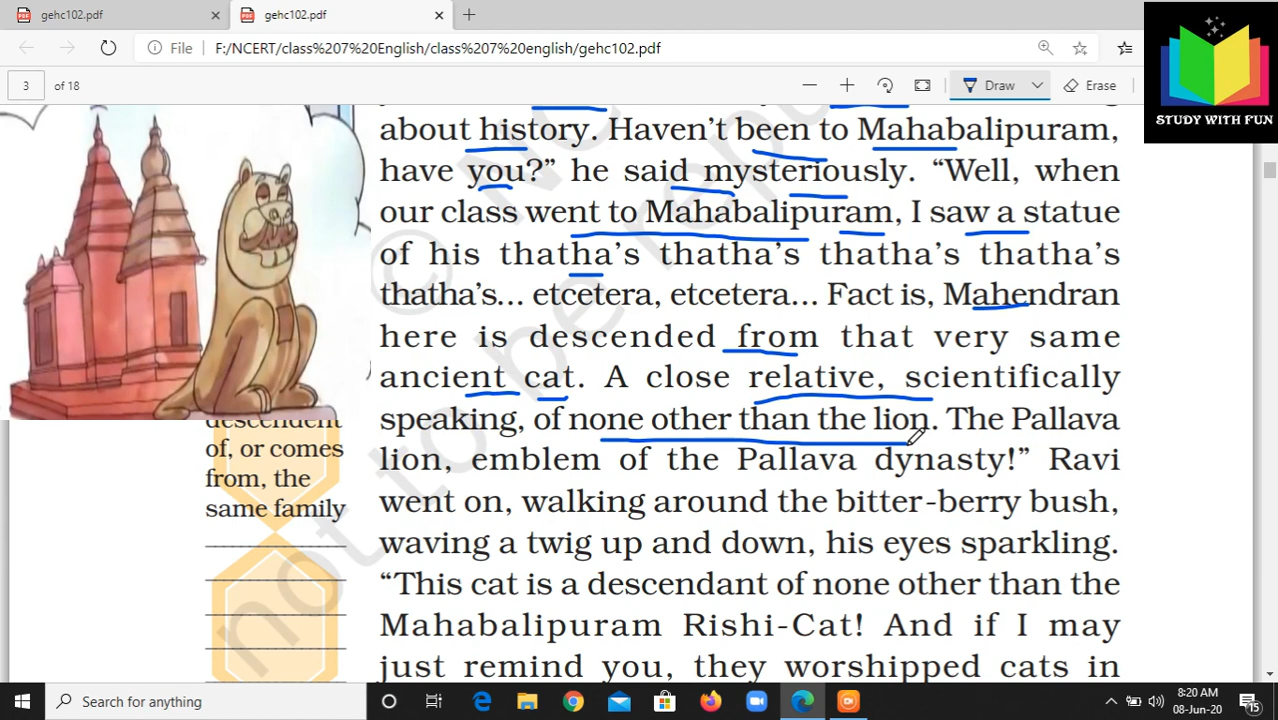 gehc102.pdf
gehc102.pdf
File F:/NCERT/class%207%20English/class%207%20english/gehc102.pdf
3 of 18
Draw
Erase
STUDY WITH FUN
about history. Haven't been to Mahabalipuram,
have you?" he said mysteriously. "Well, when
our class went to Mahabalipuram, I saw a statue
of his thatha's thatha's thatha's thatha's
thatha's... etcetera, etcetera... Fact is, Mahendran
here is descended from that very same
ancient cat. A close relative, scientifically
speaking, of none other than the lion. The Pallava
lion, emblem of the Pallava dynasty!" Ravi
went on, walking around the bitter-berry bush,
waving a twig up and down, his eyes sparkling.
"This cat is a descendant of none other than the
Mahabalipuram Rishi-Cat! And if I may
just remind you, they worshipped cats in
descendent
of, or comes
from, the
same family
not to be rep
© NC
Search for anything
8:20 AM
08-Jun-20
15